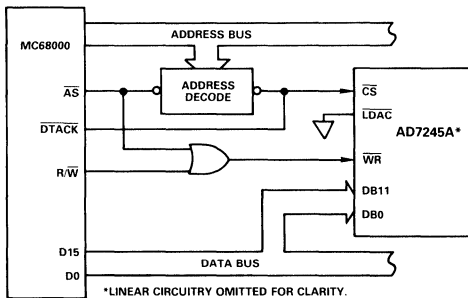 ADDRESS BUS
MC68000
AS
ADDRESS
DECODE
CS
DTACK
LDAC
AD7245A*
R/W
WR
DB11
DB0
D15
DATA BUS
D0
*LINEAR CIRCUITRY OMITTED FOR CLARITY.